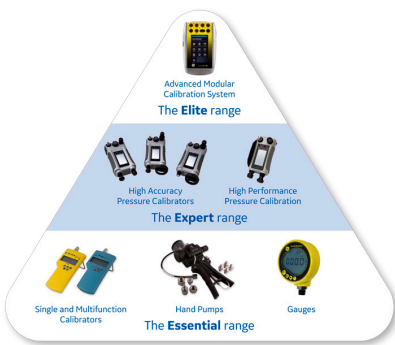 Advanced Modular
Calibration System
The Elite range
High Accuracy
Pressure Calibrators
High Performance
Pressure Calibration
The Expert range
Single and Multifunction
Calibrators
Hand Pumps
Gauges
The Essential range